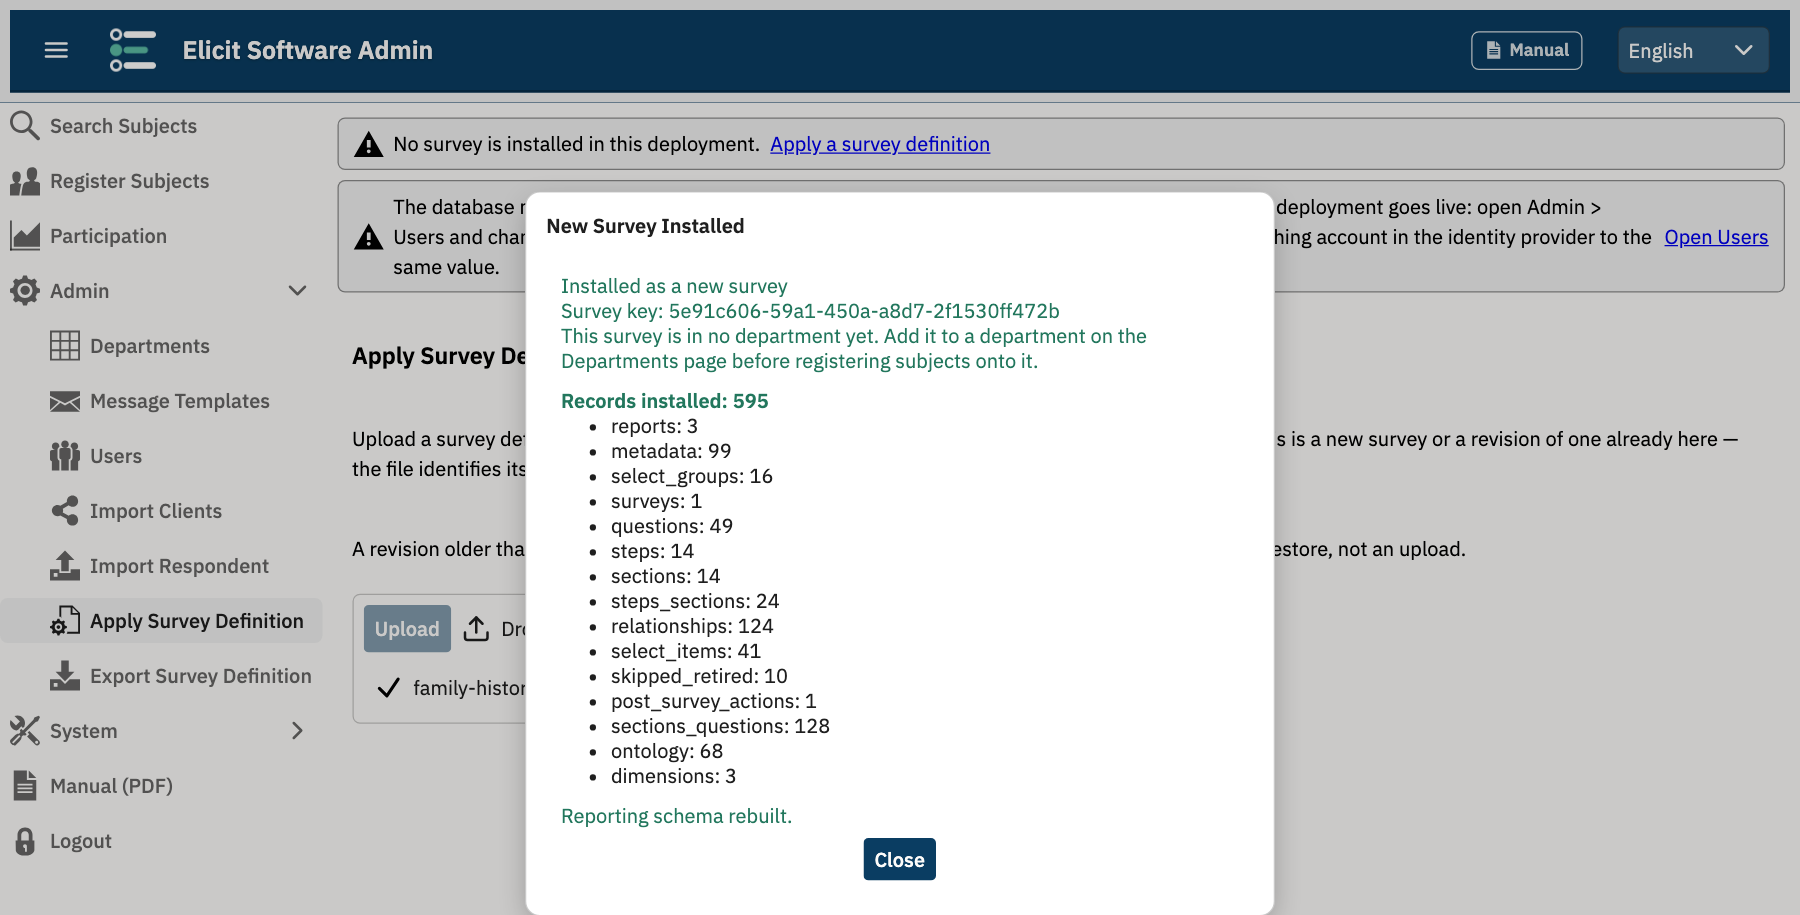 Elicit Software Admin
Manual
English
Search Subjects
Register Subjects
Participation
Admin
Departments
Message Templates
Users
Import Clients
Import Respondent
Apply Survey Definition
Export Survey Definition
System
Manual (PDF)
Logout
No survey is installed in this deployment. Apply a survey definition
The database deployment goes live: open Admin >
Users and hing account in the identity provider to the Open Users
same value.
Apply Survey
Upload a survey s is a new survey or a revision of one already here —
the file identifies
A revision older estore, not an upload.
Upload
family-histor
New Survey Installed
Installed as a new survey
Survey key: 5e91c606-59a1-450a-a8d7-2f1530ff472b
This survey is in no department yet. Add it to a department on the
Departments page before registering subjects onto it.
Records installed: 595
reports: 3
metadata: 99
select_groups: 16
surveys: 1
questions: 49
steps: 14
sections: 14
steps_sections: 24
relationships: 124
select_items: 41
skipped_retired: 10
post_survey_actions: 1
sections_questions: 128
ontology: 68
dimensions: 3
Reporting schema rebuilt.
Close